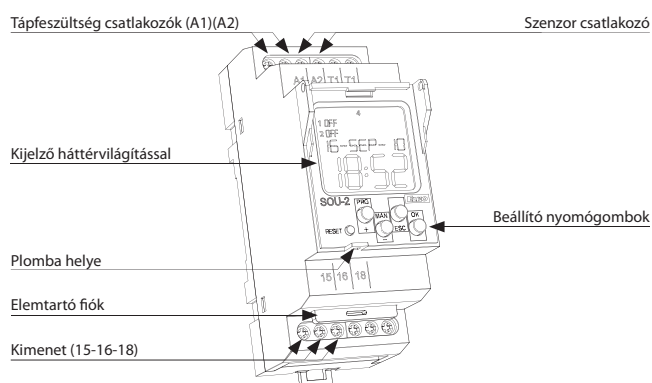 Tápfeszültség csatlakozók (A1)(A2)
Szenzor csatlakozó
A1 A2 T1 T1
4
1 OFF
2 OFF
16-SEP-10
Kijelző háttérvilágítással
18:52
SOU-2
PRG
MAN
OK
Beállító nyomógombok
RESET
+
-
ESC
Plomba helye
15 16 18
Elemtartó fiók
Kimenet (15-16-18)